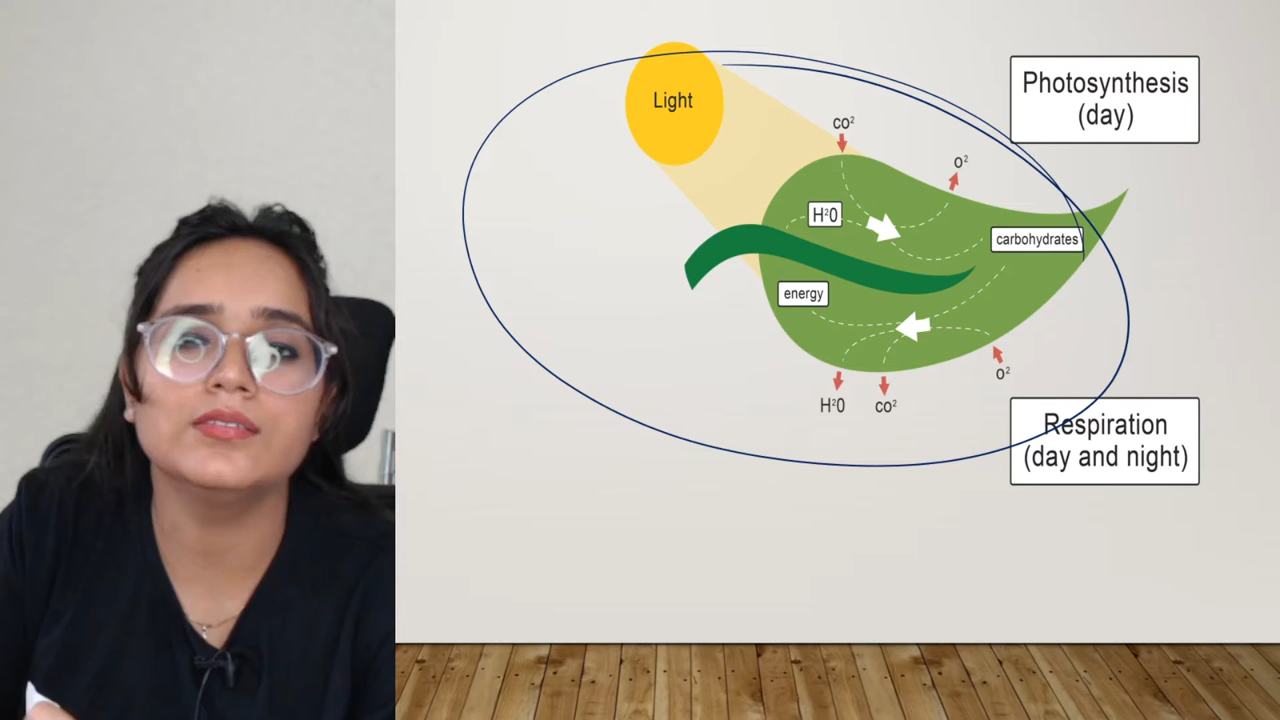 Light
Photosynthesis
(day)
co²
o²
H²0
carbohydrates
energy
o²
H²0
co²
Respiration
(day and night)